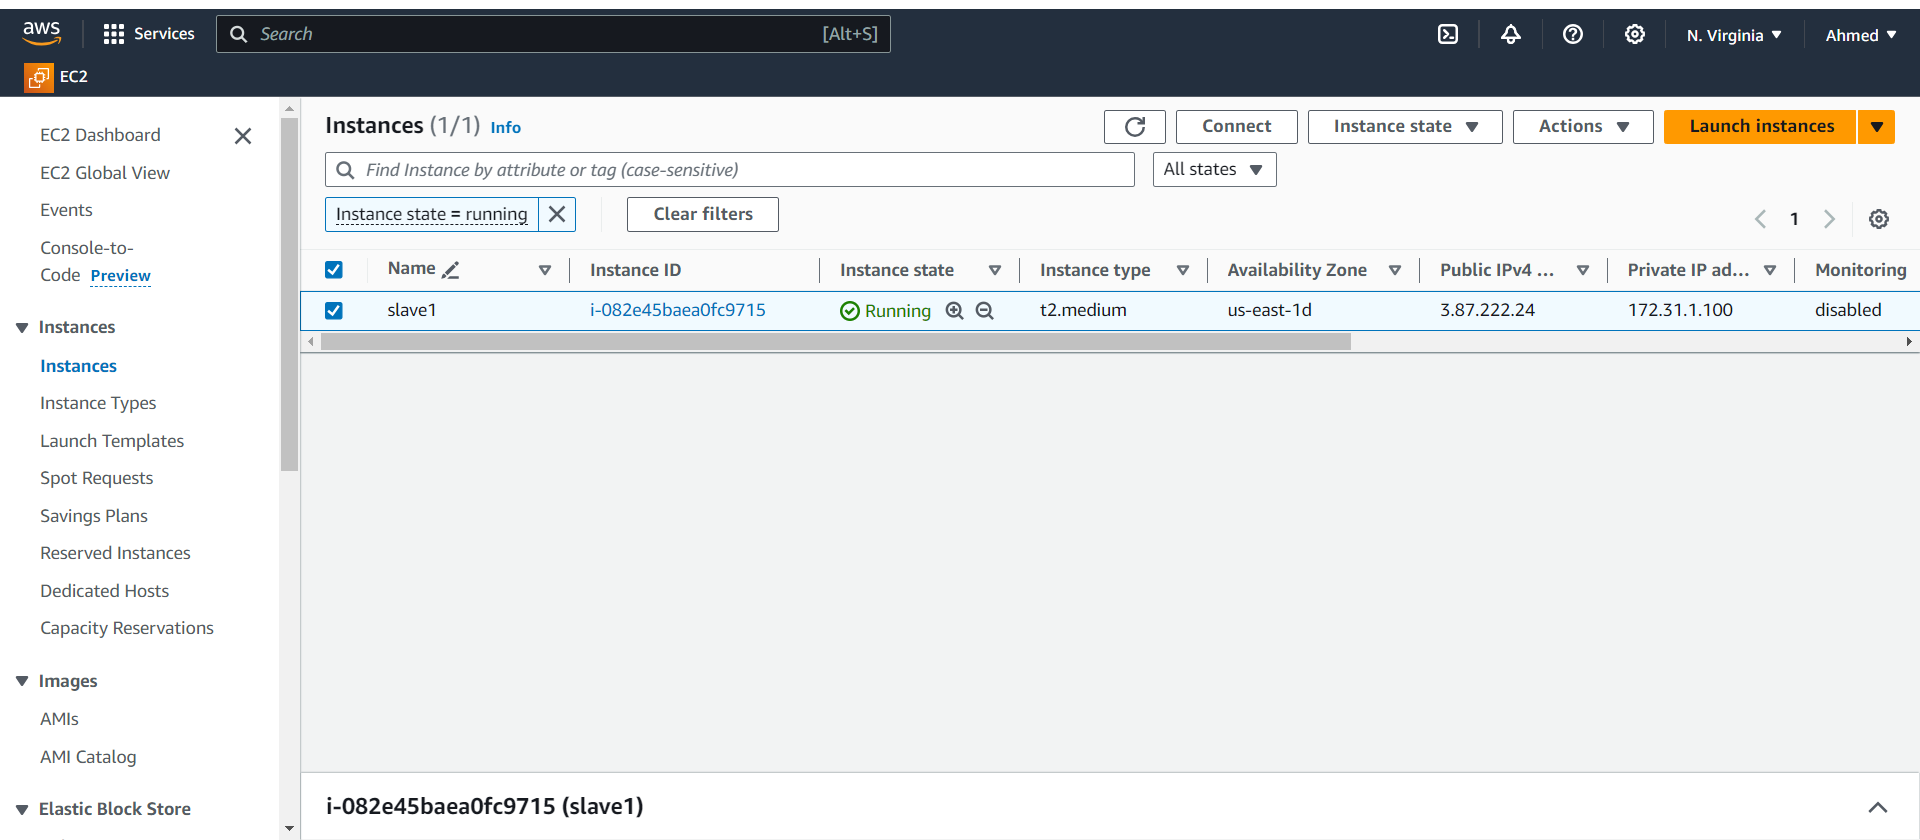 aws
Services
Search
[Alt+S]
N. Virginia
Ahmed
EC2
EC2 Dashboard
EC2 Global View
Events
Console-to-
Code Preview
Instances
Instances
Instance Types
Launch Templates
Spot Requests
Savings Plans
Reserved Instances
Dedicated Hosts
Capacity Reservations
Images
AMIs
AMI Catalog
Elastic Block Store
Instances (1/1) Info
Connect
Instance state
Actions
Launch instances
Find Instance by attribute or tag (case-sensitive)
All states
Instance state = running
Clear filters
1
Name Instance ID Instance state Instance type Availability Zone Public IPv4 ... Private IP ad... Monitoring
slave1 i-082e45baea0fc9715 Running t2.medium us-east-1d 3.87.222.24 172.31.1.100 disabled
i-082e45baea0fc9715 (slave1)